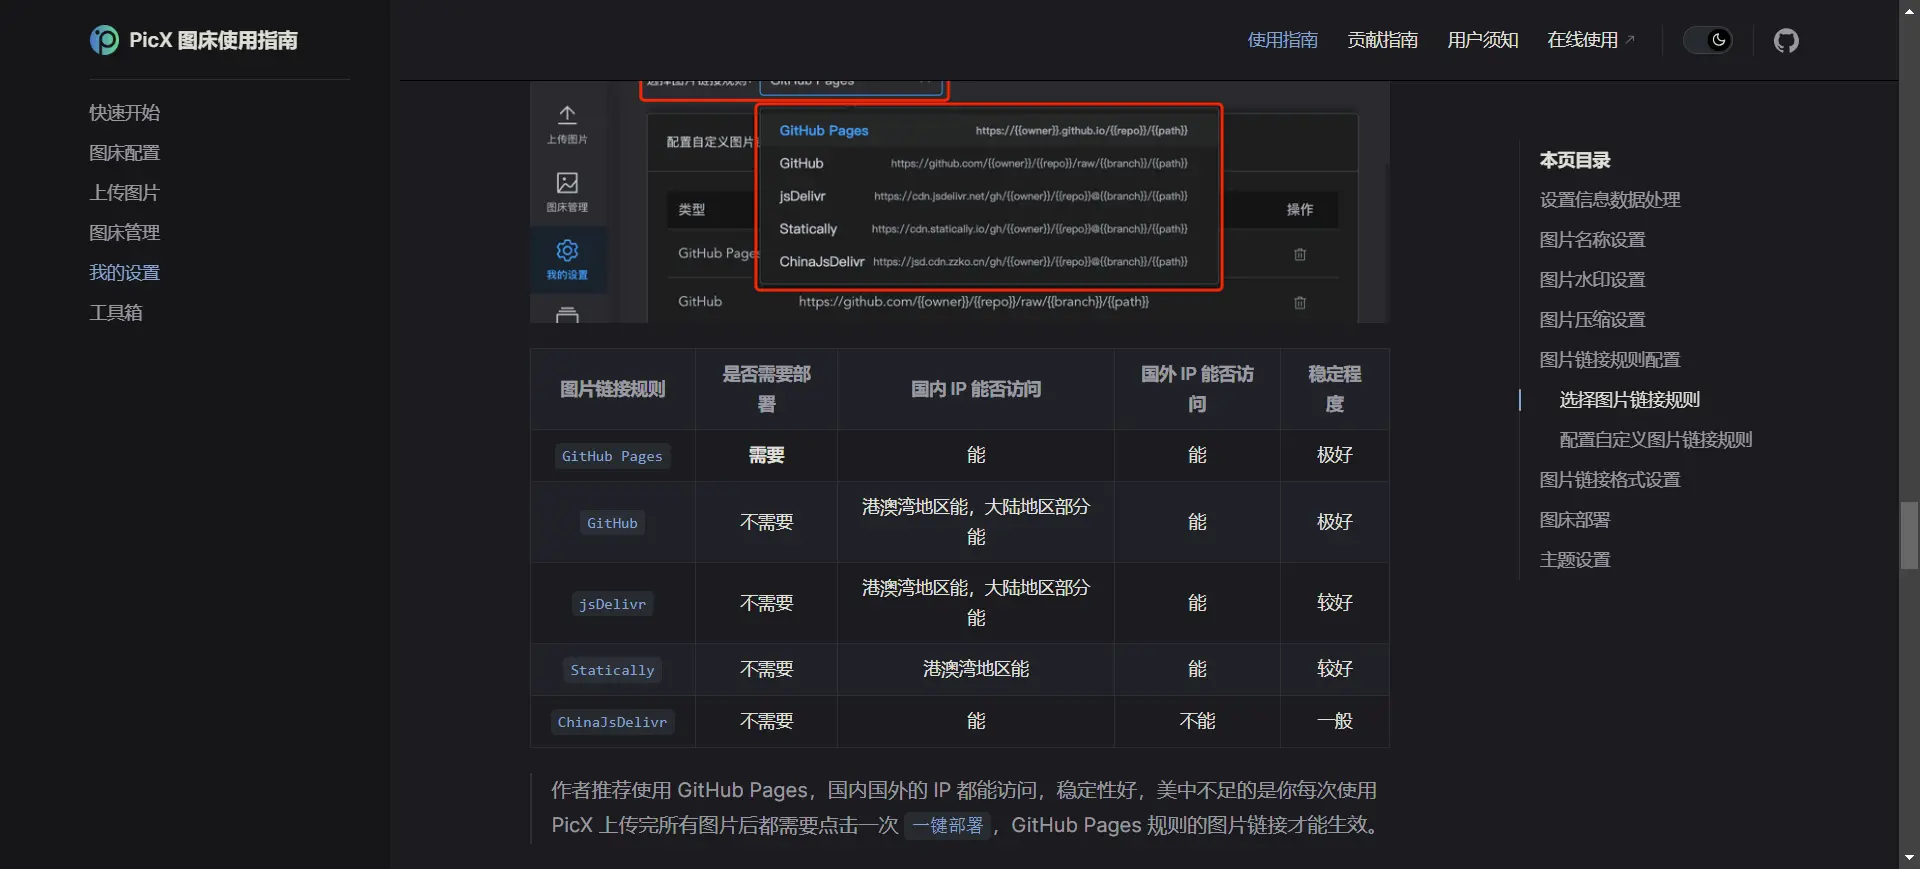 PicX 图床使用指南
使用指南 贡献指南 用户须知 在线使用
快速开始
图床配置
上传图片
图床管理
我的设置
工具箱
选择图片链接规则: GitHub Pages
上传图片
图床管理
我的设置
配置自定义图片
类型 操作
GitHub Pages
GitHub https://github.com/{{owner}}/{{repo}}/raw/{{branch}}/{{path}}
GitHub Pages https://{{owner}}.github.io/{{repo}}/{{path}}
GitHub https://github.com/{{owner}}/{{repo}}/raw/{{branch}}/{{path}}
jsDelivr https://cdn.jsdelivr.net/gh/{{owner}}/{{repo}}@{{branch}}/{{path}}
Statically https://cdn.statically.io/gh/{{owner}}/{{repo}}@{{branch}}/{{path}}
ChinaJsDelivr https://jsd.cdn.zzko.cn/gh/{{owner}}/{{repo}}@{{branch}}/{{path}}
图片链接规则 是否需要部署 国内 IP 能否访问 国外 IP 能否访问 稳定程度
GitHub Pages 需要 能 能 极好
GitHub 不需要 港澳湾地区能，大陆地区部分能 能 极好
jsDelivr 不需要 港澳湾地区能，大陆地区部分能 能 较好
Statically 不需要 港澳湾地区能 能 较好
ChinaJsDelivr 不需要 能 不能 一般
作者推荐使用 GitHub Pages，国内国外的 IP 都能访问，稳定性好，美中不足的是你每次使用
PicX 上传完所有图片后都需要点击一次 一键部署，GitHub Pages 规则的图片链接才能生效。
本页目录
设置信息数据处理
图片名称设置
图片水印设置
图片压缩设置
图片链接规则配置
选择图片链接规则
配置自定义图片链接规则
图片链接格式设置
图床部署
主题设置